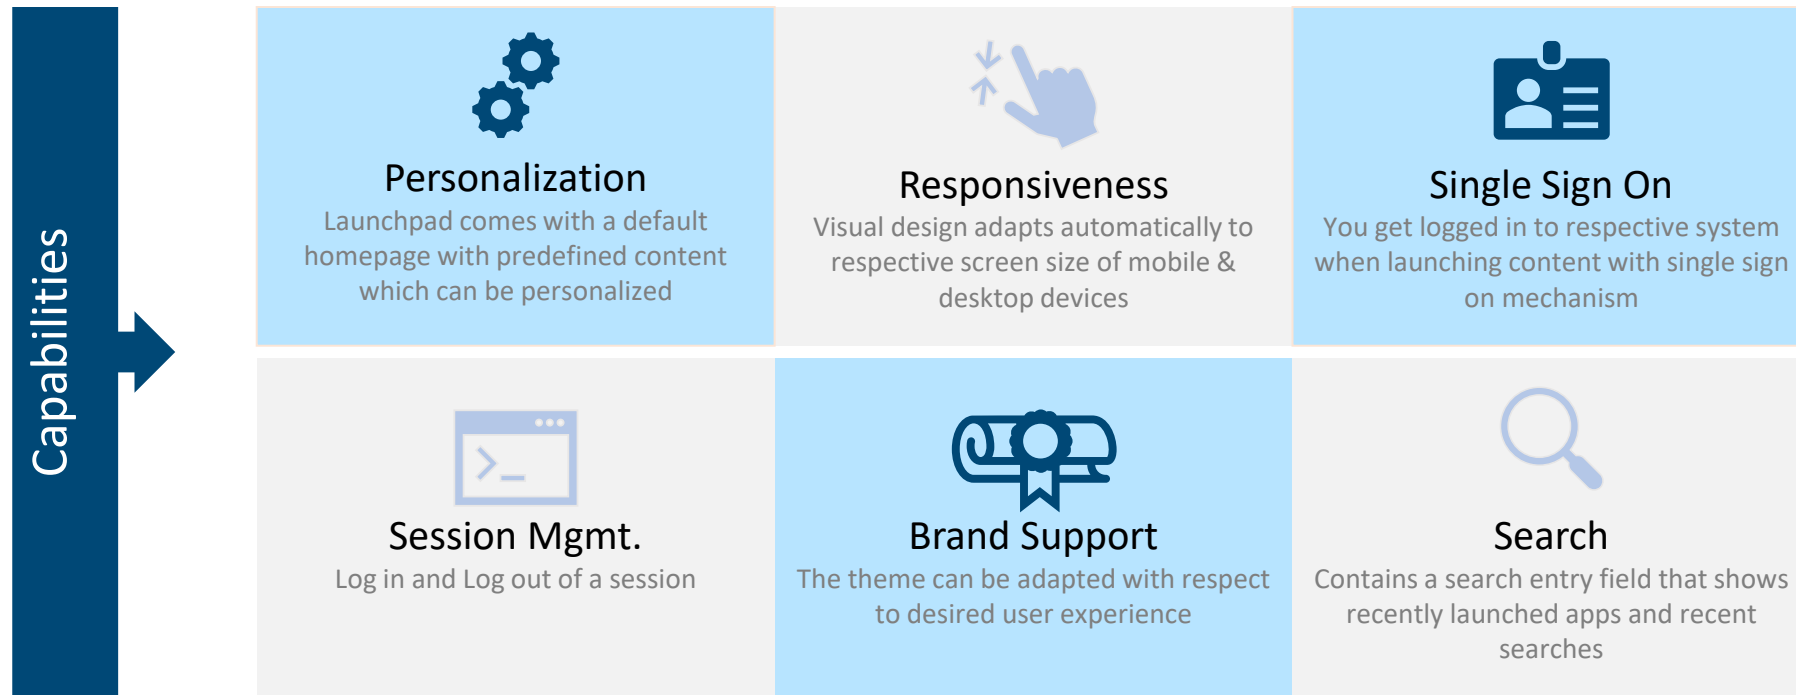 Capabilities
Personalization
Launchpad comes with a default
homepage with predefined content
which can be personalized
Responsiveness
Visual design adapts automatically to
respective screen size of mobile &
desktop devices
Single Sign On
You get logged in to respective system
when launching content with single sign
on mechanism
Session Mgmt.
Log in and Log out of a session
Brand Support
The theme can be adapted with respect
to desired user experience
Search
Contains a search entry field that shows
recently launched apps and recent
searches